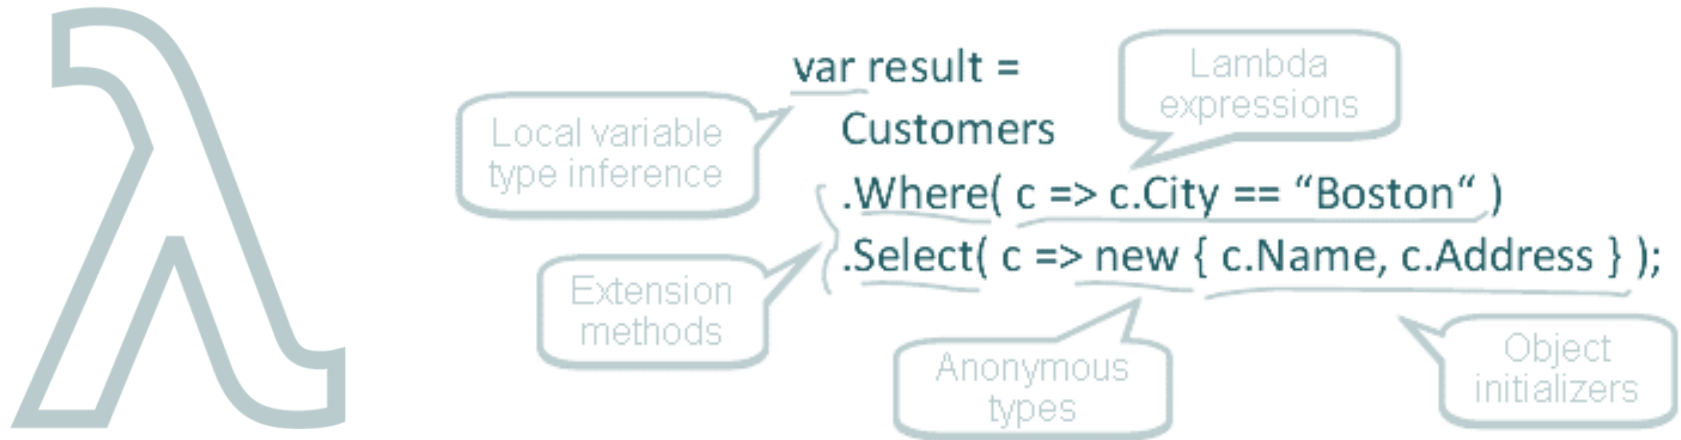 λ
var result =
Customers
.Where( c => c.City == “Boston“ )
.Select( c => new { c.Name, c.Address } );
Local variable
type inference
Lambda
expressions
Extension
methods
Anonymous
types
Object
initializers